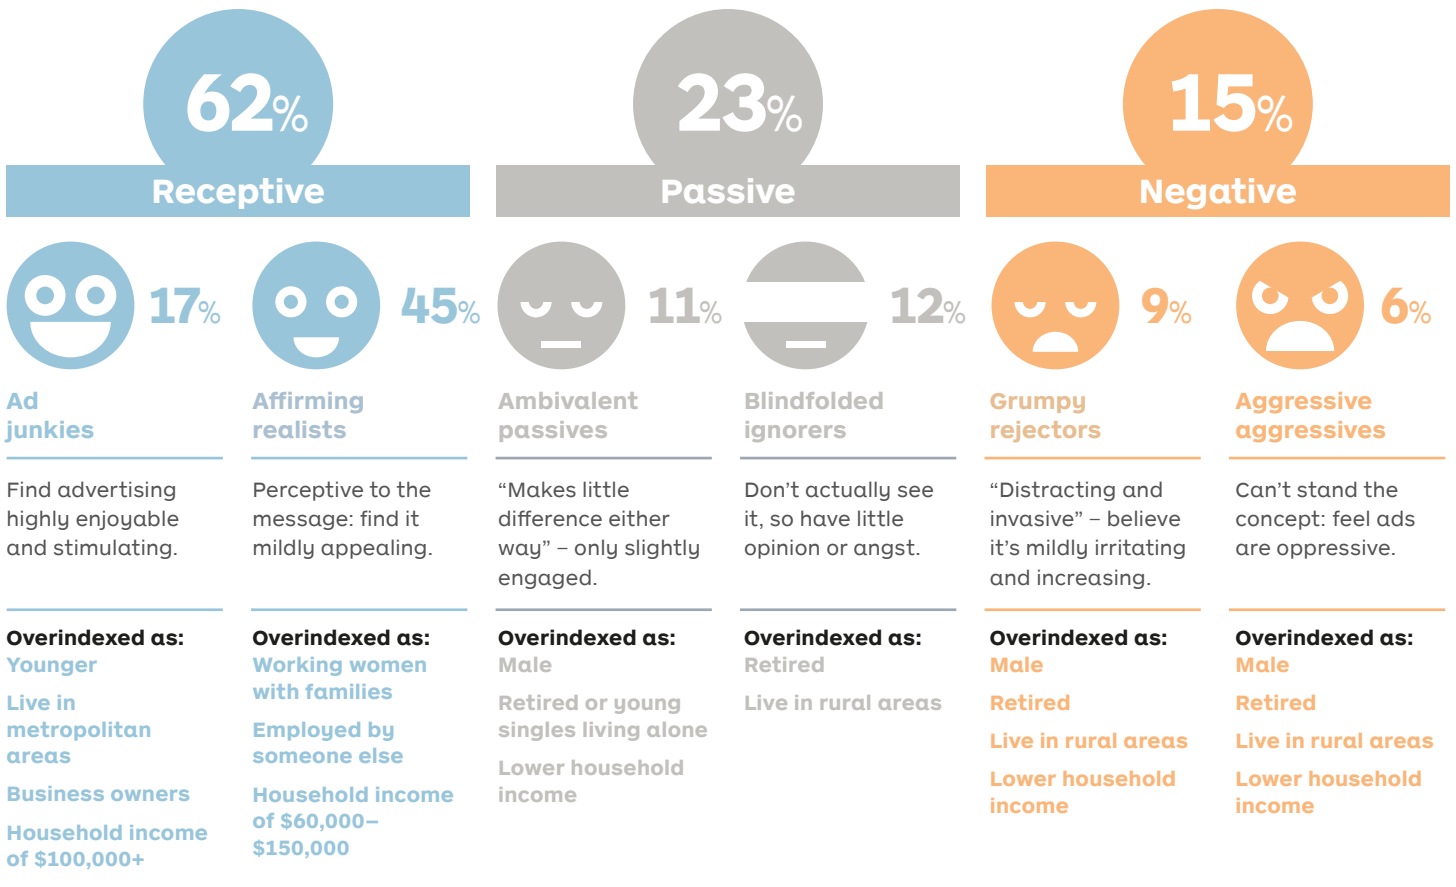 62%
Receptive
23%
Passive
15%
Negative
17%
Ad
junkies
Find advertising
highly enjoyable
and stimulating.
Overindexed as:
Younger
Live in
metropolitan
areas
Business owners
Household income
of $100,000+
45%
Affirming
realists
Perceptive to the
message: find it
mildly appealing.
Overindexed as:
Working women
with families
Employed by
someone else
Household income
of $60,000–
$150,000
11%
Ambivalent
passives
“Makes little
difference either
way” – only slightly
engaged.
Overindexed as:
Male
Retired or young
singles living alone
Lower household
income
12%
Blindfolded
ignorers
Don’t actually see
it, so have little
opinion or angst.
Overindexed as:
Retired
Live in rural areas
9%
Grumpy
rejectors
“Distracting and
invasive” – believe
it’s mildly irritating
and increasing.
Overindexed as:
Male
Retired
Live in rural areas
Lower household
income
6%
Aggressive
aggressives
Can’t stand the
concept: feel ads
are oppressive.
Overindexed as:
Male
Retired
Live in rural areas
Lower household
income